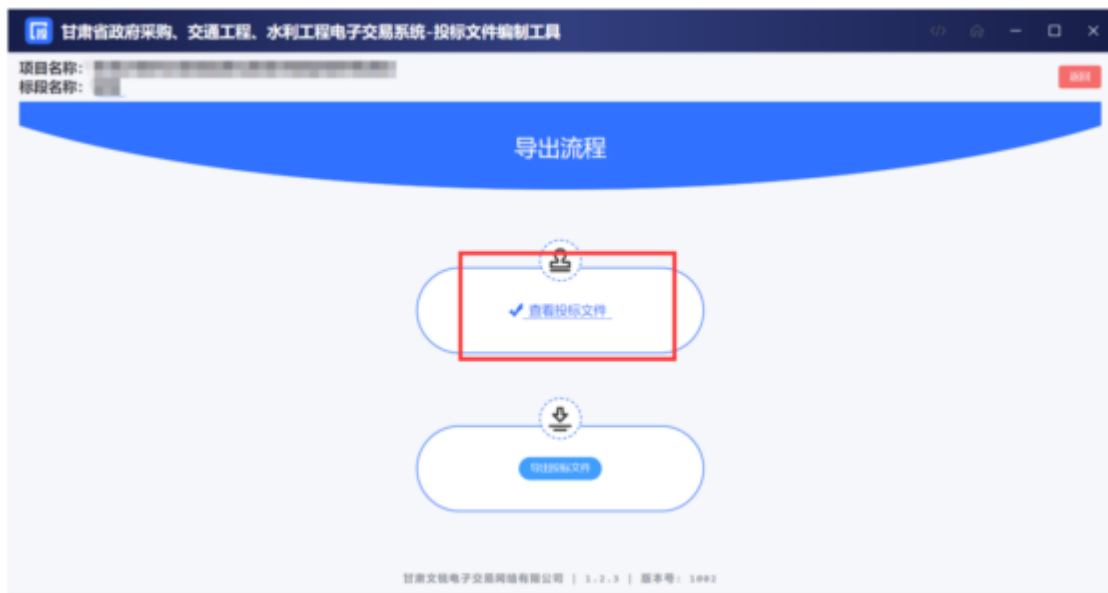 甘肃省政府采购、交通工程、水利工程电子交易系统-投标文件编制工具
项目名称:
标段名称:
返回
导出流程
查看投标文件
导出投标文件
甘肃文锐电子交易网络有限公司 | 1.2.3 | 版本号: 1002